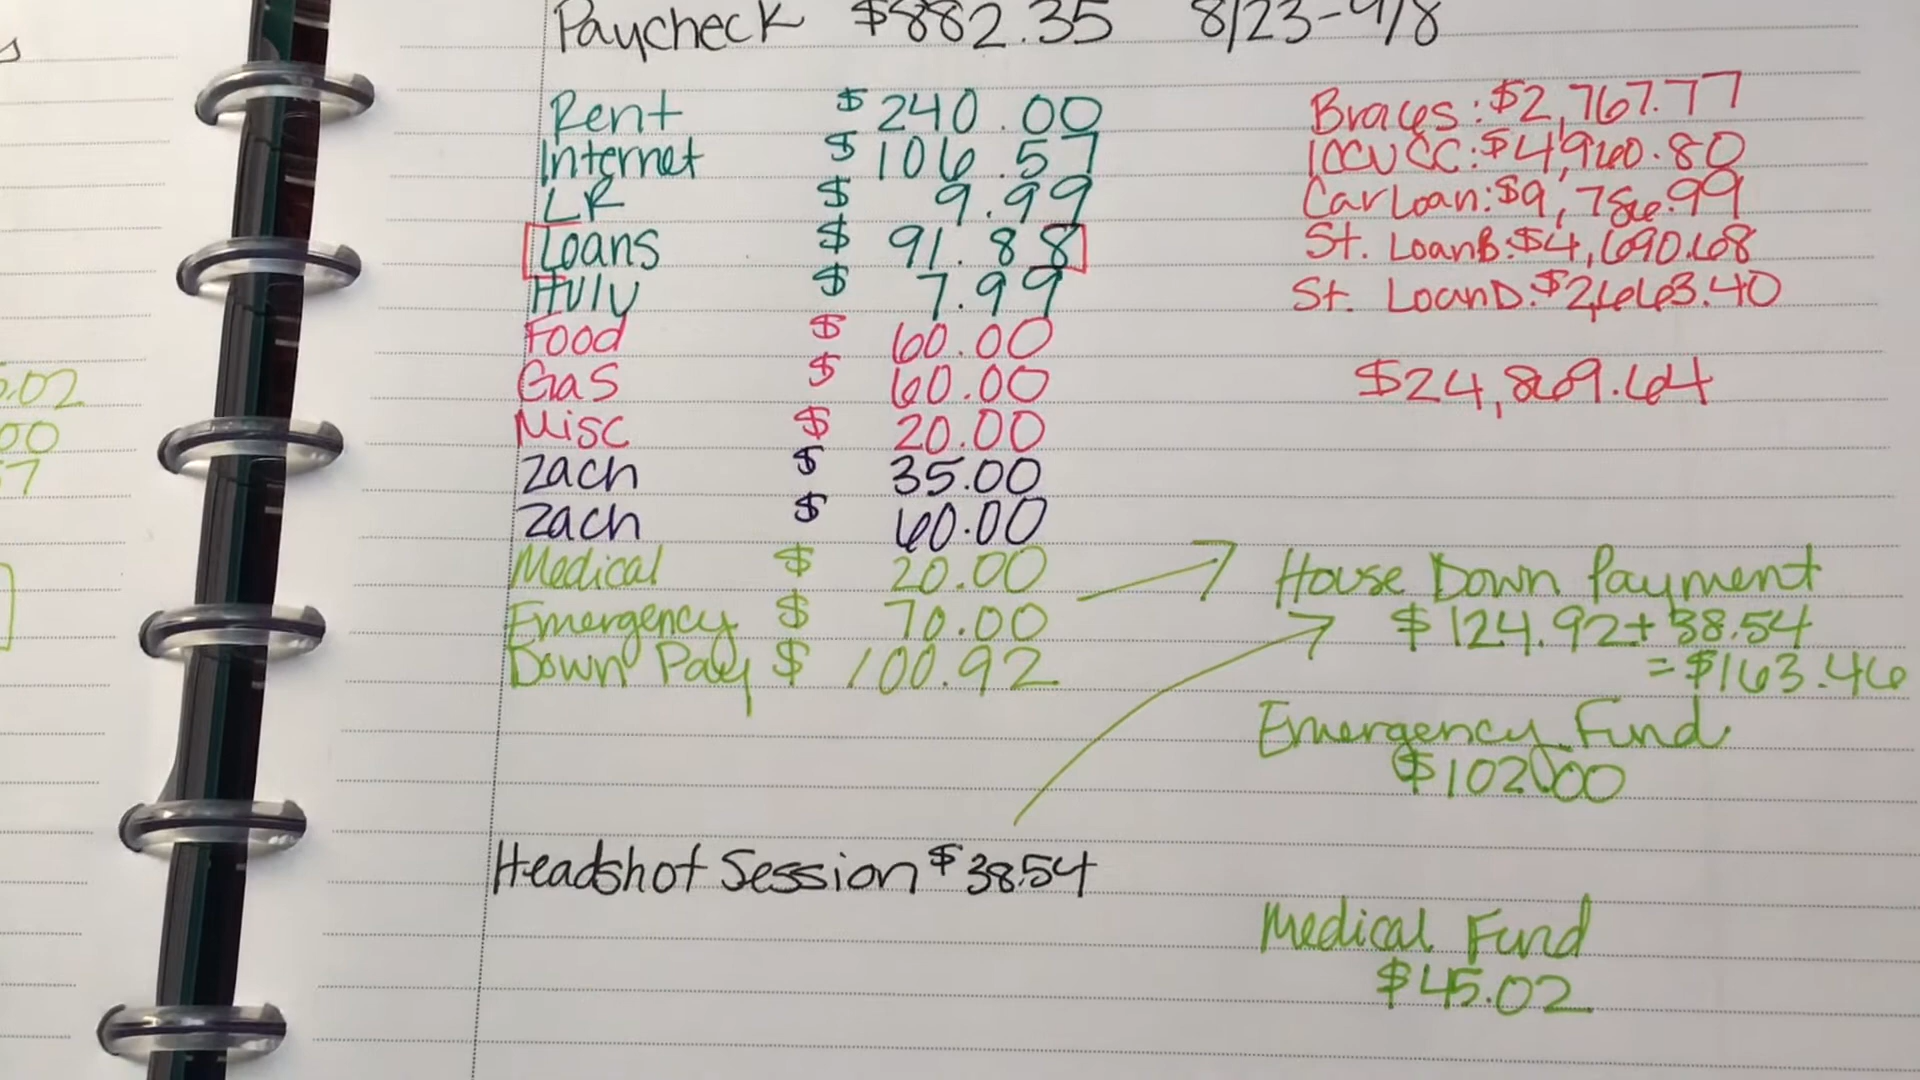 Paycheck $882.35 8/23-9/8
Rent $240.00
Internet $106.57
LR $9.99
Loans $91.88
Hulu $7.99
Food $60.00
Gas $60.00
Misc $20.00
Zach $35.00
Zach $60.00
Medical $20.00
Emergency $70.00
Down Pay $100.92
Headshot Session $38.54
Braces: $2,767.77
ICCU CC: $4,960.80
Car Loan: $9,786.99
St. Loan B: $4,690.68
St. Loan D: $2,663.40
$24,869.64
House Down Payment
$124.92 + 38.54
= $163.46
Emergency Fund
$102.00
Medical Fund
$45.02